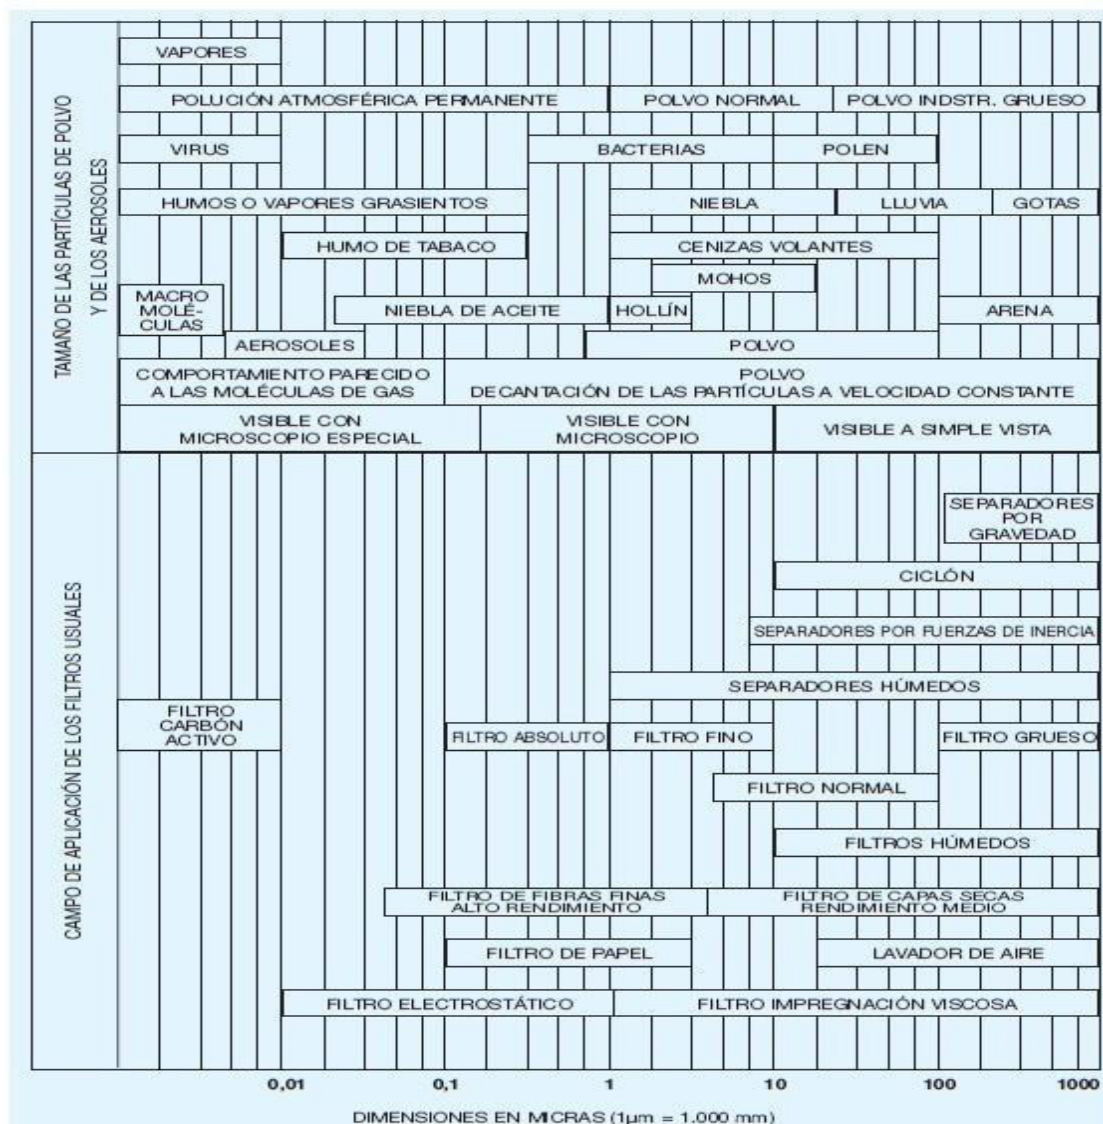 TAMAÑO DE LAS PARTÍCULAS DE POLVO
Y DE LOS AEROSOLES
VAPORES
POLUCIÓN ATMOSFÉRICA PERMANENTE
POLVO NORMAL
POLVO INDSTR. GRUESO
VIRUS
BACTERIAS
POLEN
HUMOS O VAPORES GRASIENTOS
NIEBLA
LLUVIA
GOTAS
HUMO DE TABACO
CENIZAS VOLANTES
MOHOS
MACRO
MOLÉ-
CULAS
NIEBLA DE ACEITE
HOLLÍN
ARENA
AEROSOLES
POLVO
COMPORTAMIENTO PARECIDO
A LAS MOLÉCULAS DE GAS
POLVO
DECANTACIÓN DE LAS PARTÍCULAS A VELOCIDAD CONSTANTE
VISIBLE CON
MICROSCOPIO ESPECIAL
VISIBLE CON
MICROSCOPIO
VISIBLE A SIMPLE VISTA
CAMPO DE APLICACIÓN DE LOS FILTROS USUALES
SEPARADORES
POR
GRAVEDAD
CICLÓN
SEPARADORES POR FUERZAS DE INERCIA
SEPARADORES HÚMEDOS
FILTRO
CARBÓN
ACTIVO
FILTRO ABSOLUTO
FILTRO FINO
FILTRO GRUESO
FILTRO NORMAL
FILTROS HÚMEDOS
FILTRO DE FIBRAS FINAS
ALTO RENDIMIENTO
FILTRO DE CAPAS SECAS
RENDIMIENTO MEDIO
FILTRO DE PAPEL
LAVADOR DE AIRE
FILTRO ELECTROSTÁTICO
FILTRO IMPREGNACIÓN VISCOSA
0,01 0,1 1 10 100 1000
DIMENSIONES EN MICRAS (1µm = 1.000 mm)